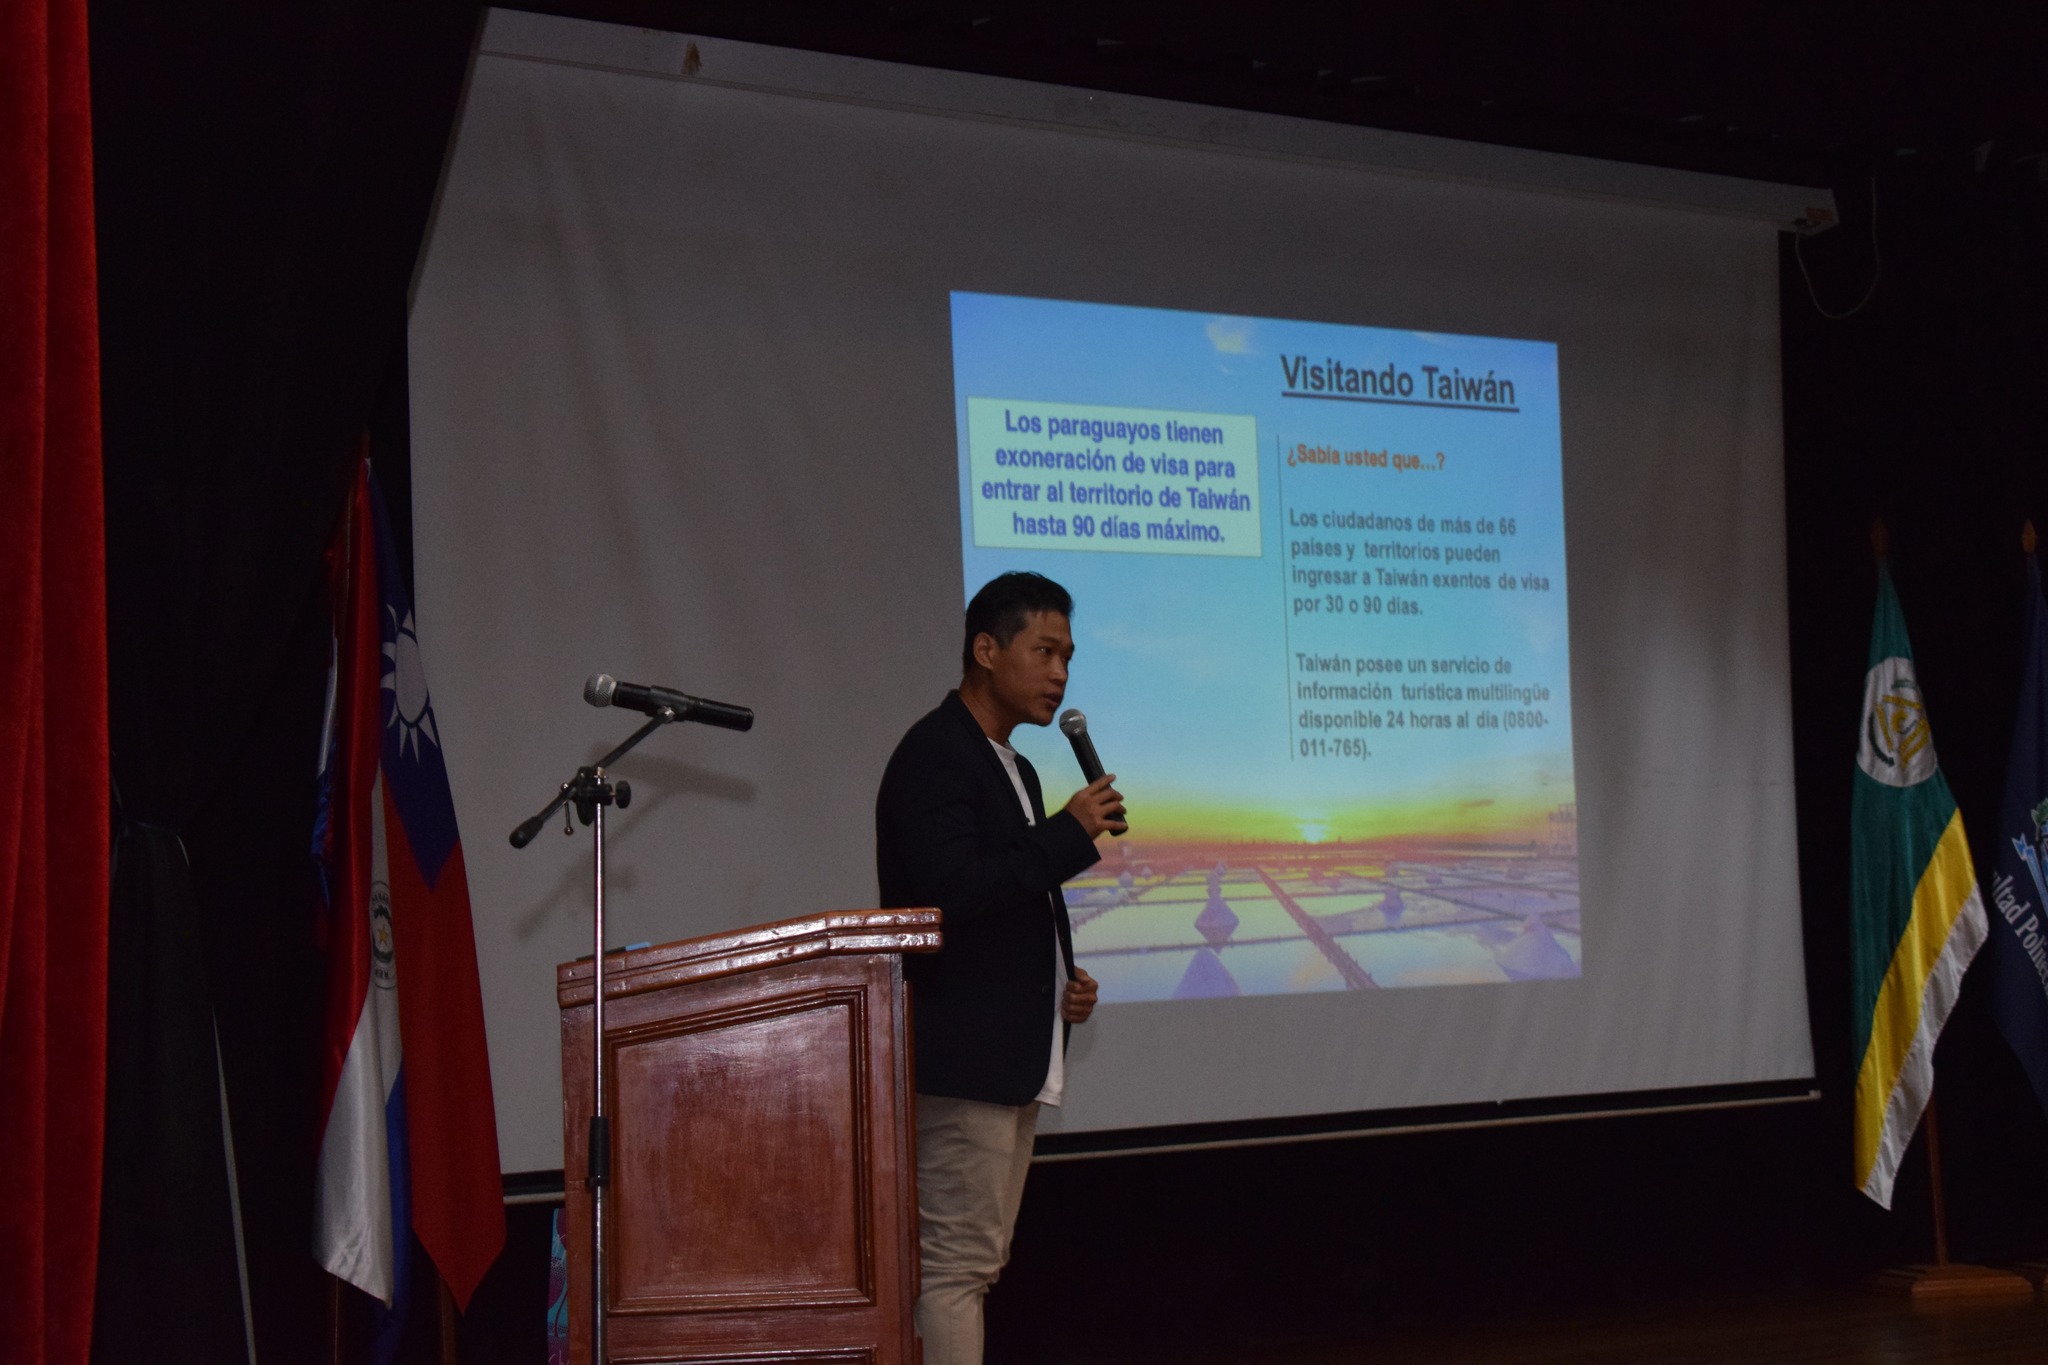 Visitando Taiwán
Los paraguayos tienen
exoneración de visa para
entrar al territorio de Taiwán
hasta 90 días máximo.
¿Sabía usted que...?
Los ciudadanos de más de 66
países y territorios pueden
ingresar a Taiwán exentos de visa
por 30 o 90 días.
Taiwán posee un servicio de
información turística multilingüe
disponible 24 horas al día (0800-
011-765).